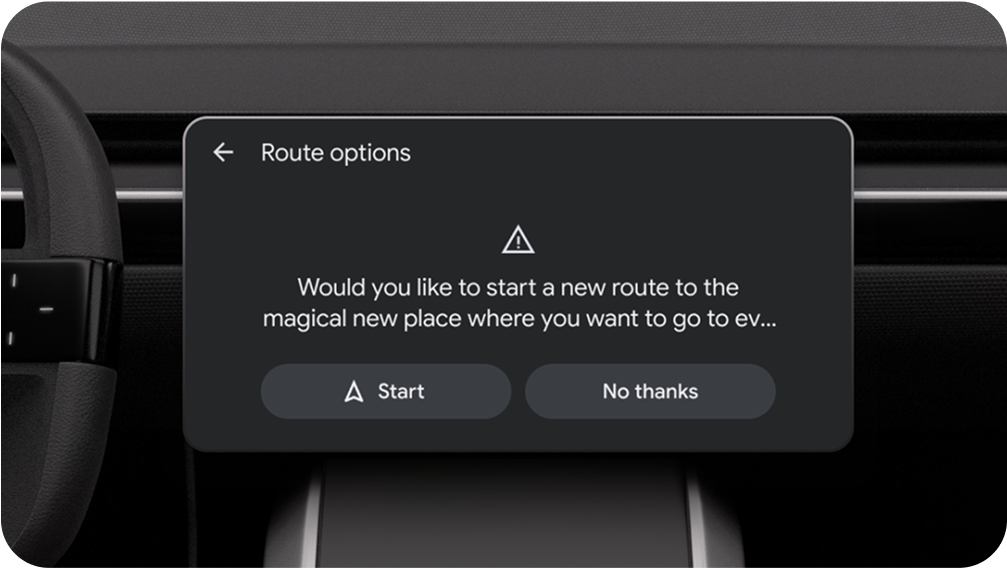 Route options
Would you like to start a new route to the
magical new place where you want to go to ev...
Start
No thanks